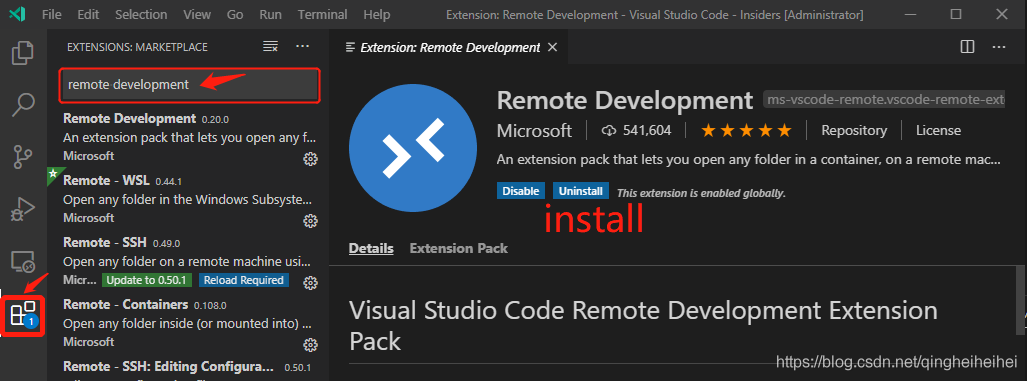 File Edit Selection View Go Run Terminal Help Extension: Remote Development - Visual Studio Code - Insiders [Administrator]
EXTENSIONS: MARKETPLACE
remote development
Remote Development 0.20.0
An extension pack that lets you open any f...
Microsoft
Remote - WSL 0.44.1
Open any folder in the Windows Subsyste...
Microsoft
Remote - SSH 0.49.0
Open any folder on a remote machine usi...
Micr... Update to 0.50.1 Reload Required
Remote - Containers 0.108.0
Open any folder inside (or mounted into) ...
Microsoft
Remote - SSH: Editing Configura... 0.50.1
1
Extension: Remote Development
Remote Development ms-vscode-remote.vscode-remote-ext
Microsoft 541,604 Repository License
An extension pack that lets you open any folder in a container, on a remote mac...
Disable Uninstall This extension is enabled globally.
install
Details Extension Pack
Visual Studio Code Remote Development Extension
Pack
https://blog.csdn.net/qingheiheihei